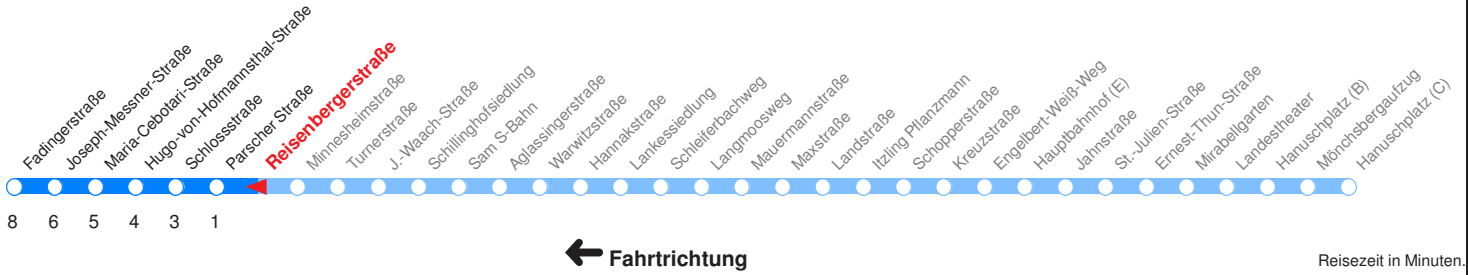 Fadingerstraße
Joseph-Messner-Straße
Maria-Cebotari-Straße
Hugo-von-Hofmannsthal-Straße
Schlossstraße
Parscher Straße
Reisenbergerstraße
Minnesheimstraße
Turnerstraße
J.-Waach-Straße
Schillinghofsiedlung
Sam S-Bahn
Aglassingerstraße
Warwitzstraße
Hannakstraße
Lankessiedlung
Schleiferbachweg
Langmoosweg
Mauermannstraße
Maxstraße
Landstraße
Itzling Pflanzmann
Schopperstraße
Kreuzstraße
Engelbert-Weiß-Weg
Hauptbahnhof (E)
Jahnstraße
St.-Julien-Straße
Ernest-Thun-Straße
Mirabellgarten
Landestheater
Hanuschplatz (B)
Mönchsbergaufzug
Hanuschplatz (C)
8 6 5 4 3 1
Fahrtrichtung
Reisezeit in Minuten.